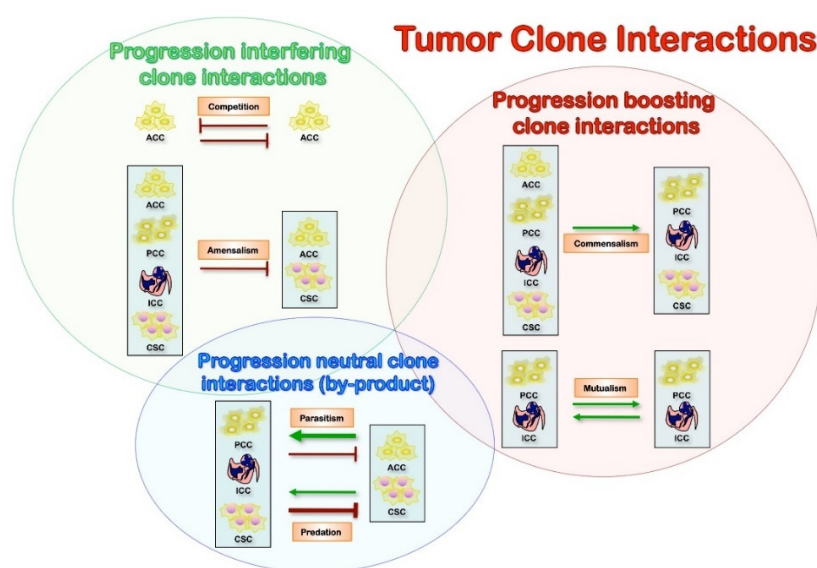 Tumor Clone Interactions
Progression interfering
clone interactions
Competition
ACC
ACC
ACC
PCC
ICC
CSC
Amensalism
ACC
CSC
Progression boosting
clone interactions
ACC
PCC
ICC
CSC
Commensalism
PCC
ICC
CSC
PCC
ICC
Mutualism
PCC
ICC
Progression neutral clone
interactions (by-product)
Parasitism
PCC
ICC
CSC
ACC
CSC
Predation